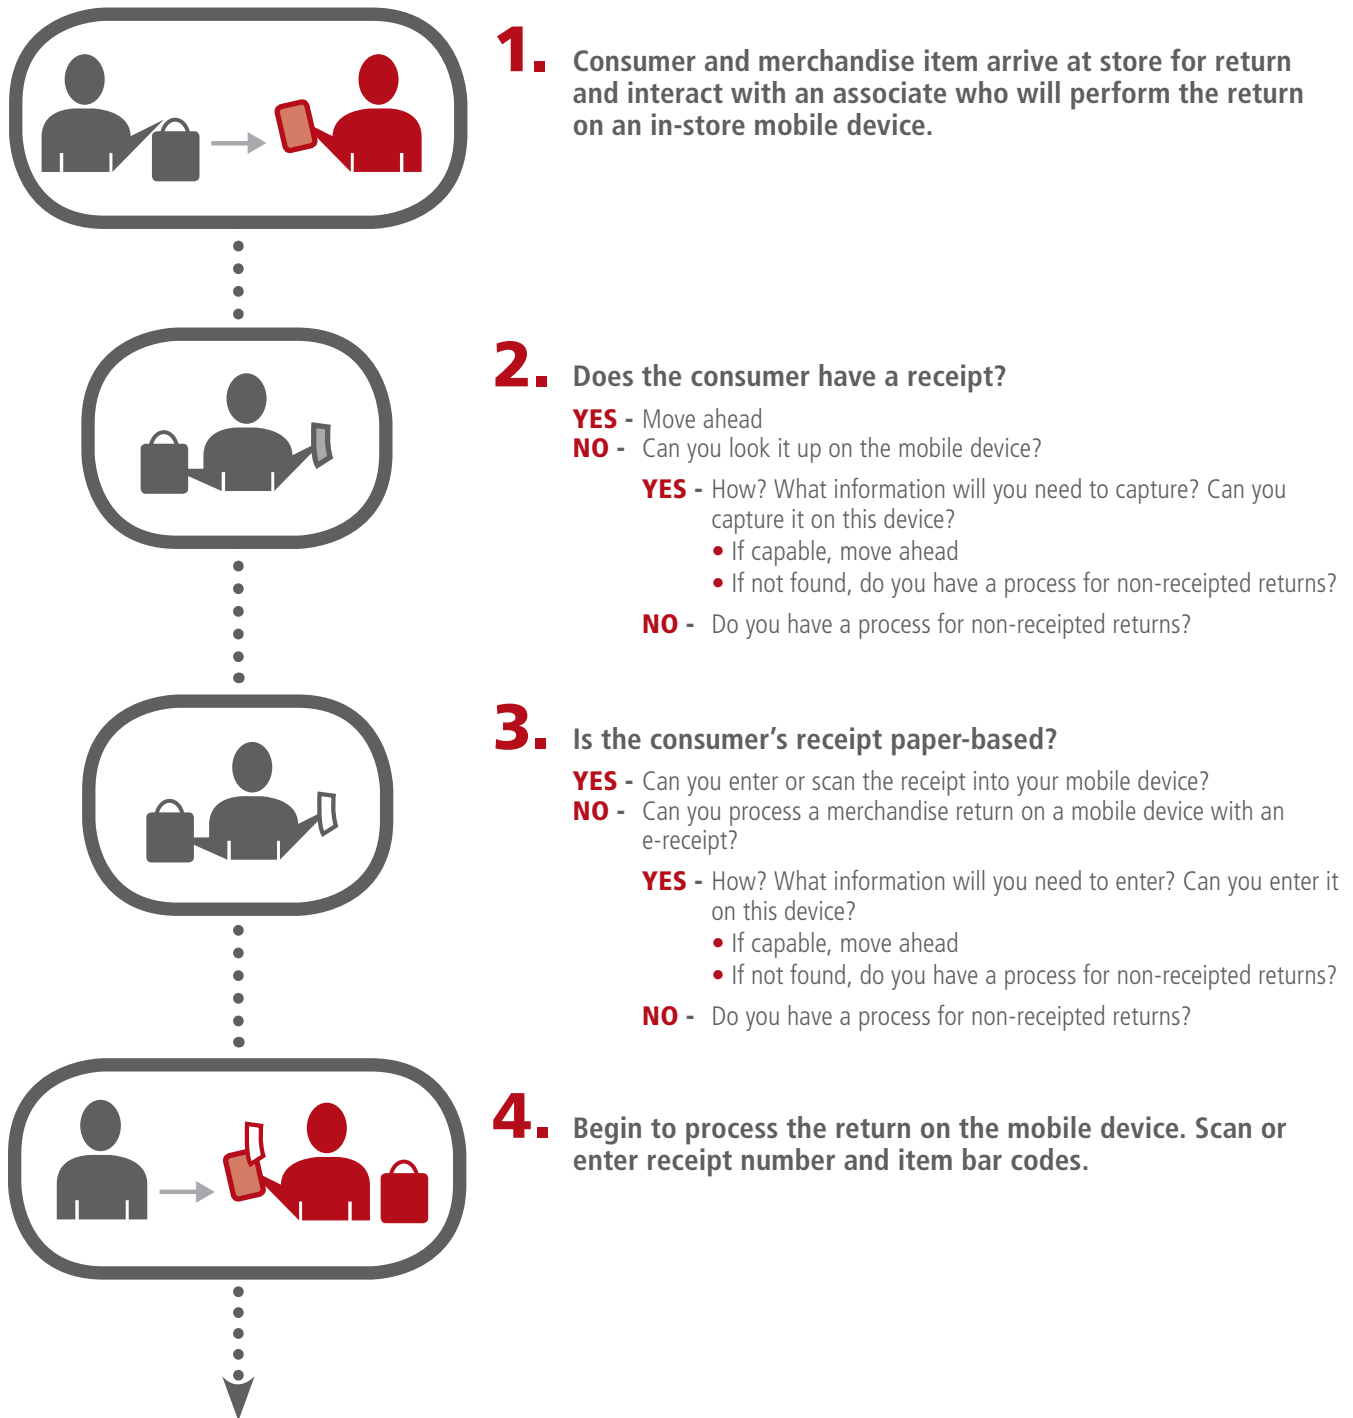 1. Consumer and merchandise item arrive at store for return
and interact with an associate who will perform the return
on an in-store mobile device.
2. Does the consumer have a receipt?
YES - Move ahead
NO - Can you look it up on the mobile device?
YES - How? What information will you need to capture? Can you
capture it on this device?
• If capable, move ahead
• If not found, do you have a process for non-receipted returns?
NO - Do you have a process for non-receipted returns?
3. Is the consumer’s receipt paper-based?
YES - Can you enter or scan the receipt into your mobile device?
NO - Can you process a merchandise return on a mobile device with an
e-receipt?
YES - How? What information will you need to enter? Can you enter it
on this device?
• If capable, move ahead
• If not found, do you have a process for non-receipted returns?
NO - Do you have a process for non-receipted returns?
4. Begin to process the return on the mobile device. Scan or
enter receipt number and item bar codes.